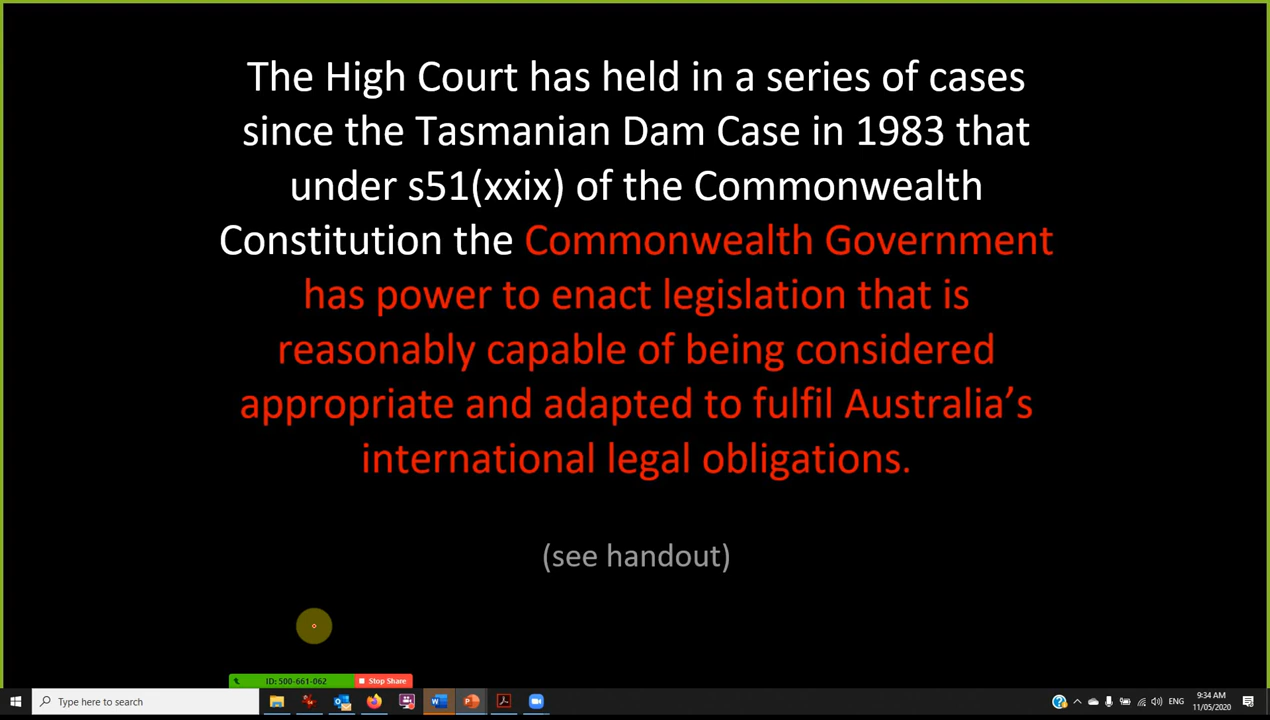 The High Court has held in a series of cases
since the Tasmanian Dam Case in 1983 that
under s51(xxix) of the Commonwealth
Constitution the Commonwealth Government
has power to enact legislation that is
reasonably capable of being considered
appropriate and adapted to fulfil Australia’s
international legal obligations.
(see handout)
ID: 500-661-062 Stop Share
Type here to search
ENG
9:34 AM
11/05/2020